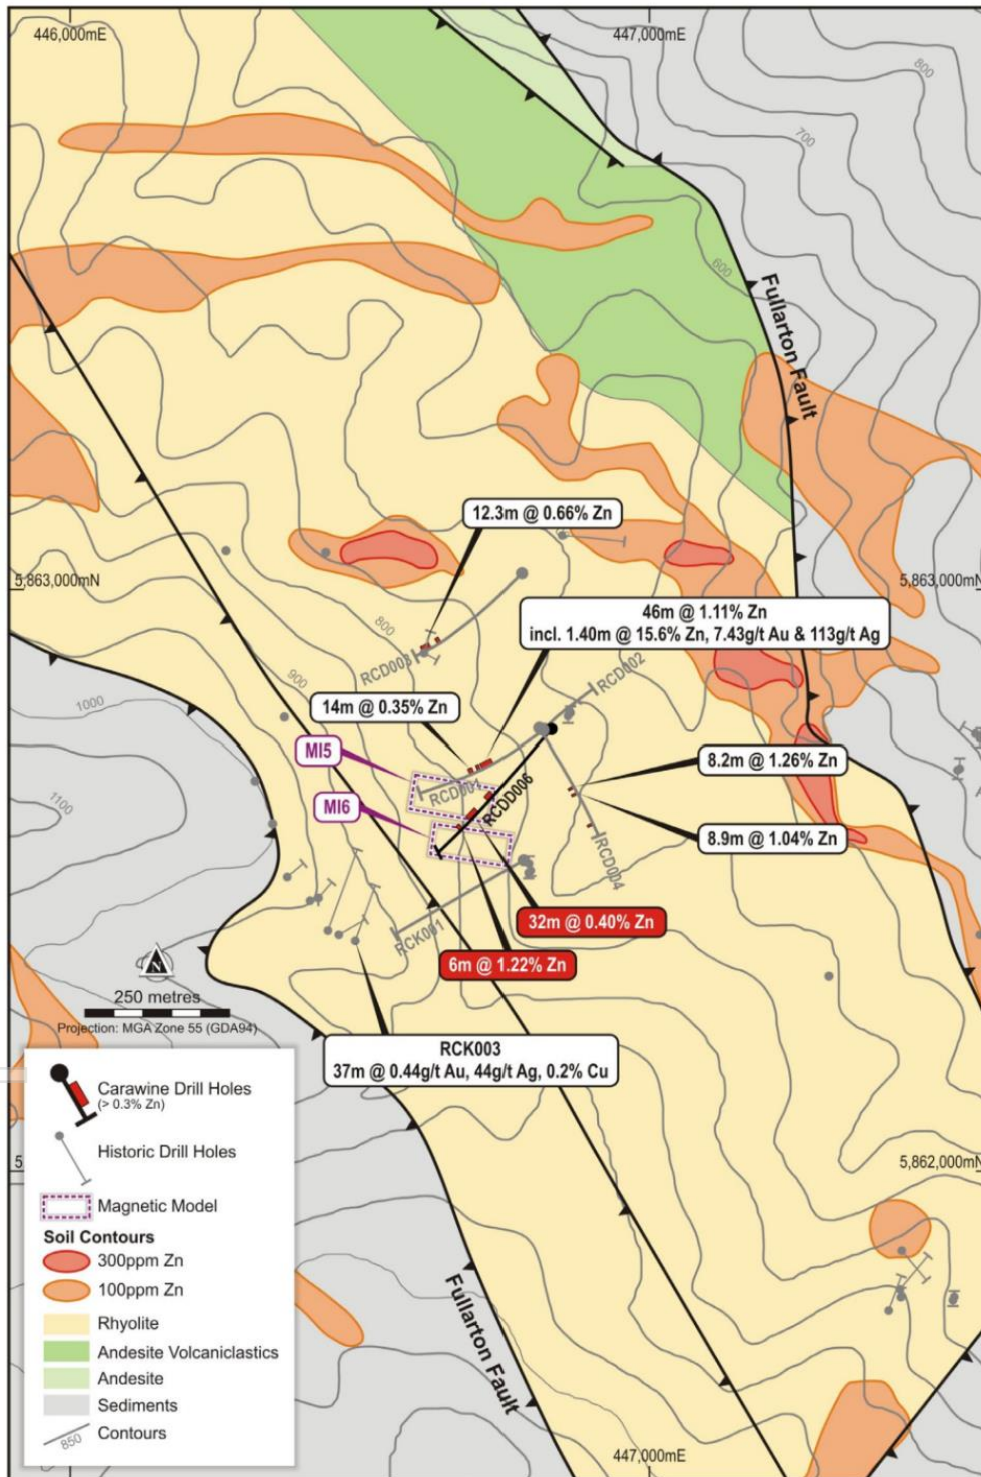 446,000mE
447,000mE
800
700
600
Fullarton Fault
12.3m @ 0.66% Zn
5,863,000mN
5,863,000mN
46m @ 1.11% Zn
incl. 1.40m @ 15.6% Zn, 7.43g/t Au & 113g/t Ag
800
RCD003
RCD002
900
1000
14m @ 0.35% Zn
MI5
8.2m @ 1.26% Zn
RCD001
RCDD006
1100
MI6
8.9m @ 1.04% Zn
RCD004
32m @ 0.40% Zn
RCK001
6m @ 1.22% Zn
N
250 metres
Projection: MGA Zone 55 (GDA94)
RCK003
37m @ 0.44g/t Au, 44g/t Ag, 0.2% Cu
Carawine Drill Holes
(> 0.3% Zn)
Historic Drill Holes
5
5,862,000mN
Magnetic Model
Soil Contours
300ppm Zn
100ppm Zn
Rhyolite
Andesite Volcaniclastics
Andesite
Sediments
850
Contours
Fullarton Fault
447,000mE